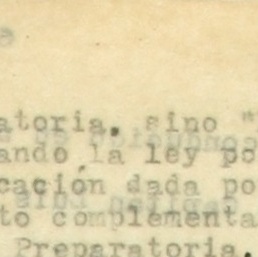 atoria, sino "
ando la ley po
cación dada po
to complementa
Preparatoria.